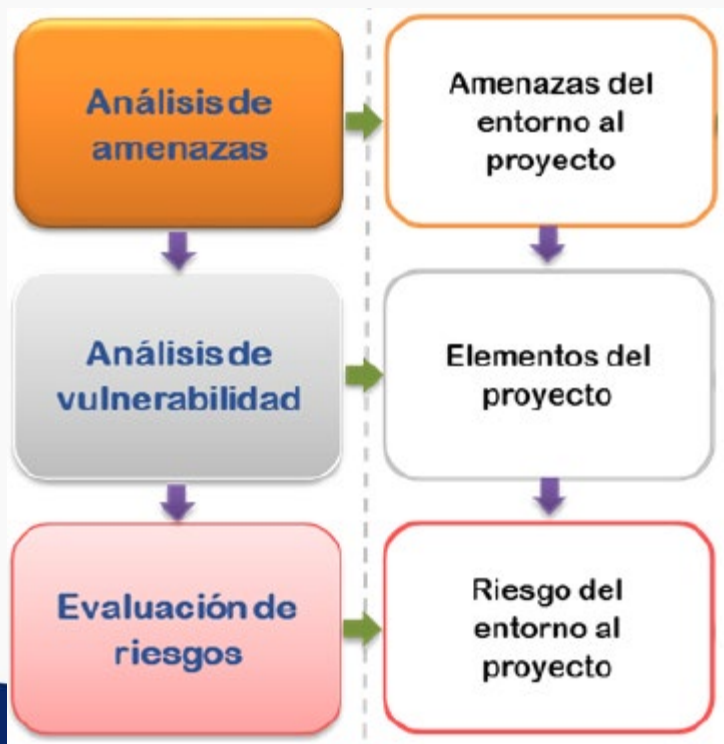 Análisis de
amenazas
Amenazas del
entorno al
proyecto
Análisis de
vulnerabilidad
Elementos del
proyecto
Evaluación de
riesgos
Riesgo del
entorno al
proyecto